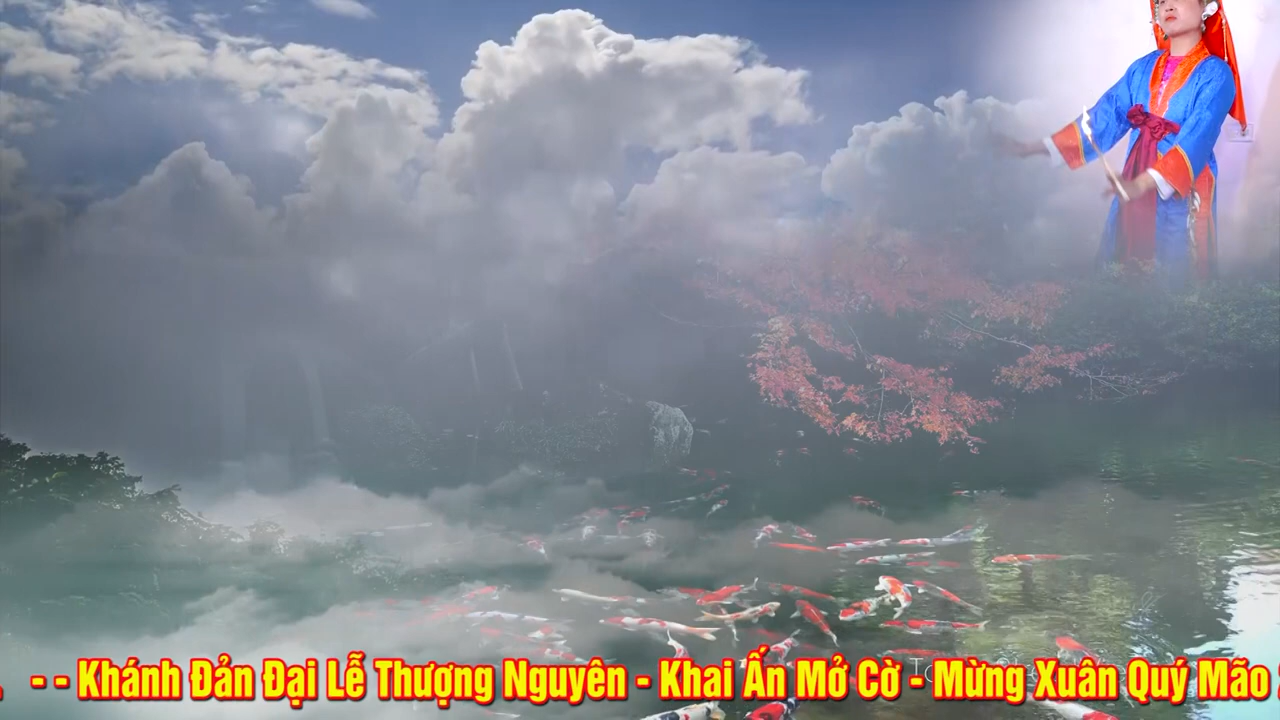 - - Khánh Đản Đại Lễ Thượng Nguyên - Khai Ấn Mở Cờ - Mừng Xuân Quý Mão